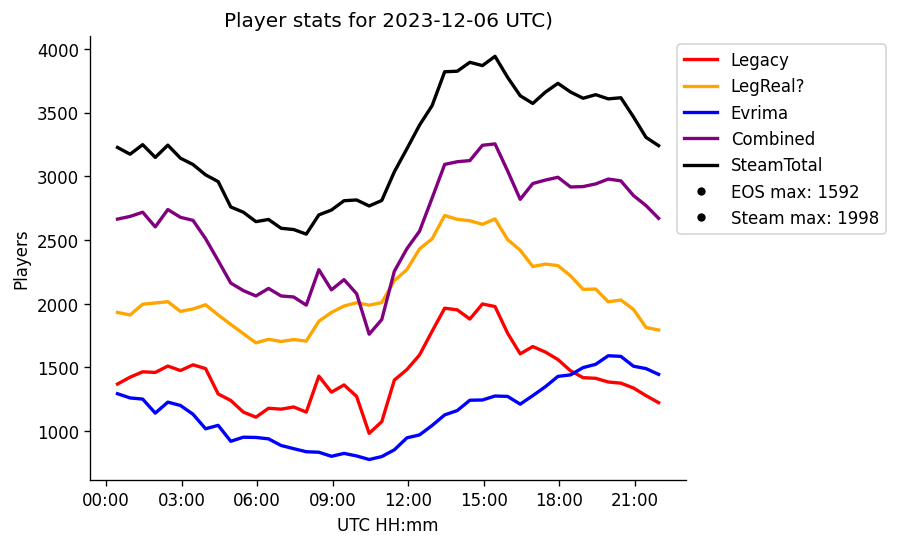 Player stats for 2023-12-06 UTC)
4000
3500
3000
2500
2000
1500
1000
Players
00:00 03:00 06:00 09:00 12:00 15:00 18:00 21:00
UTC HH:mm
Legacy
LegReal?
Evrima
Combined
SteamTotal
EOS max: 1592
Steam max: 1998